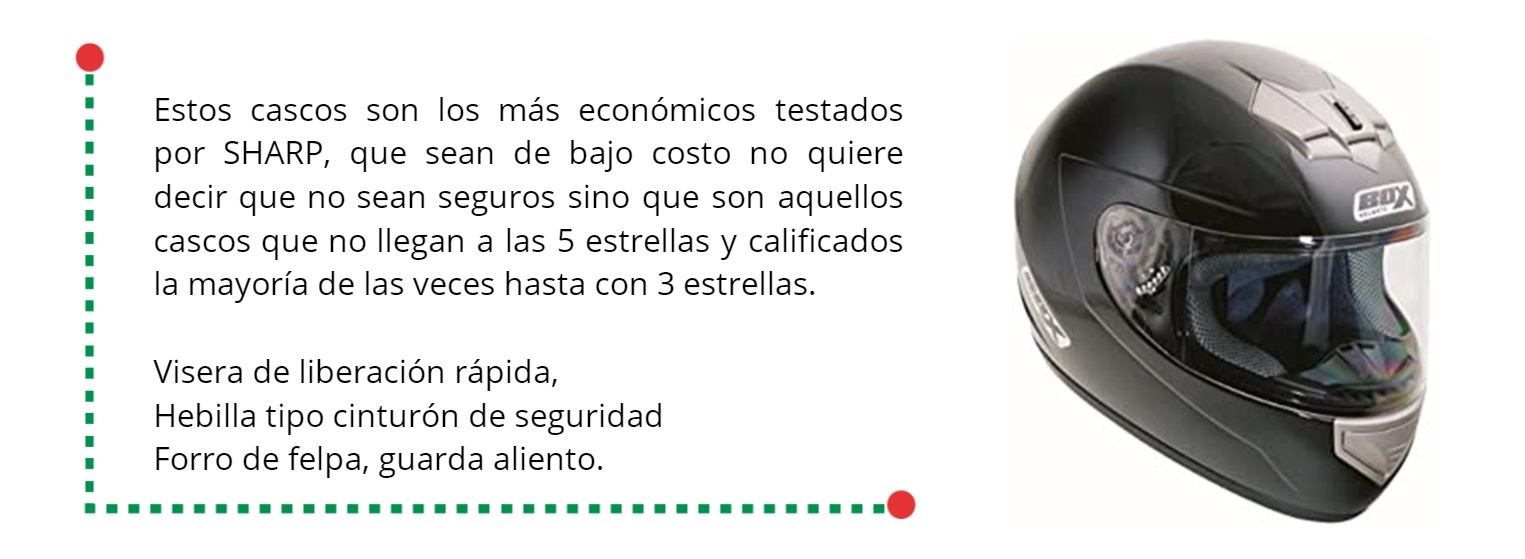 Estos cascos son los más económicos testados
por SHARP, que sean de bajo costo no quiere
decir que no sean seguros sino que son aquellos
cascos que no llegan a las 5 estrellas y calificados
la mayoría de las veces hasta con 3 estrellas.
Visera de liberación rápida,
Hebilla tipo cinturón de seguridad
Forro de felpa, guarda aliento.
BOX
BOX